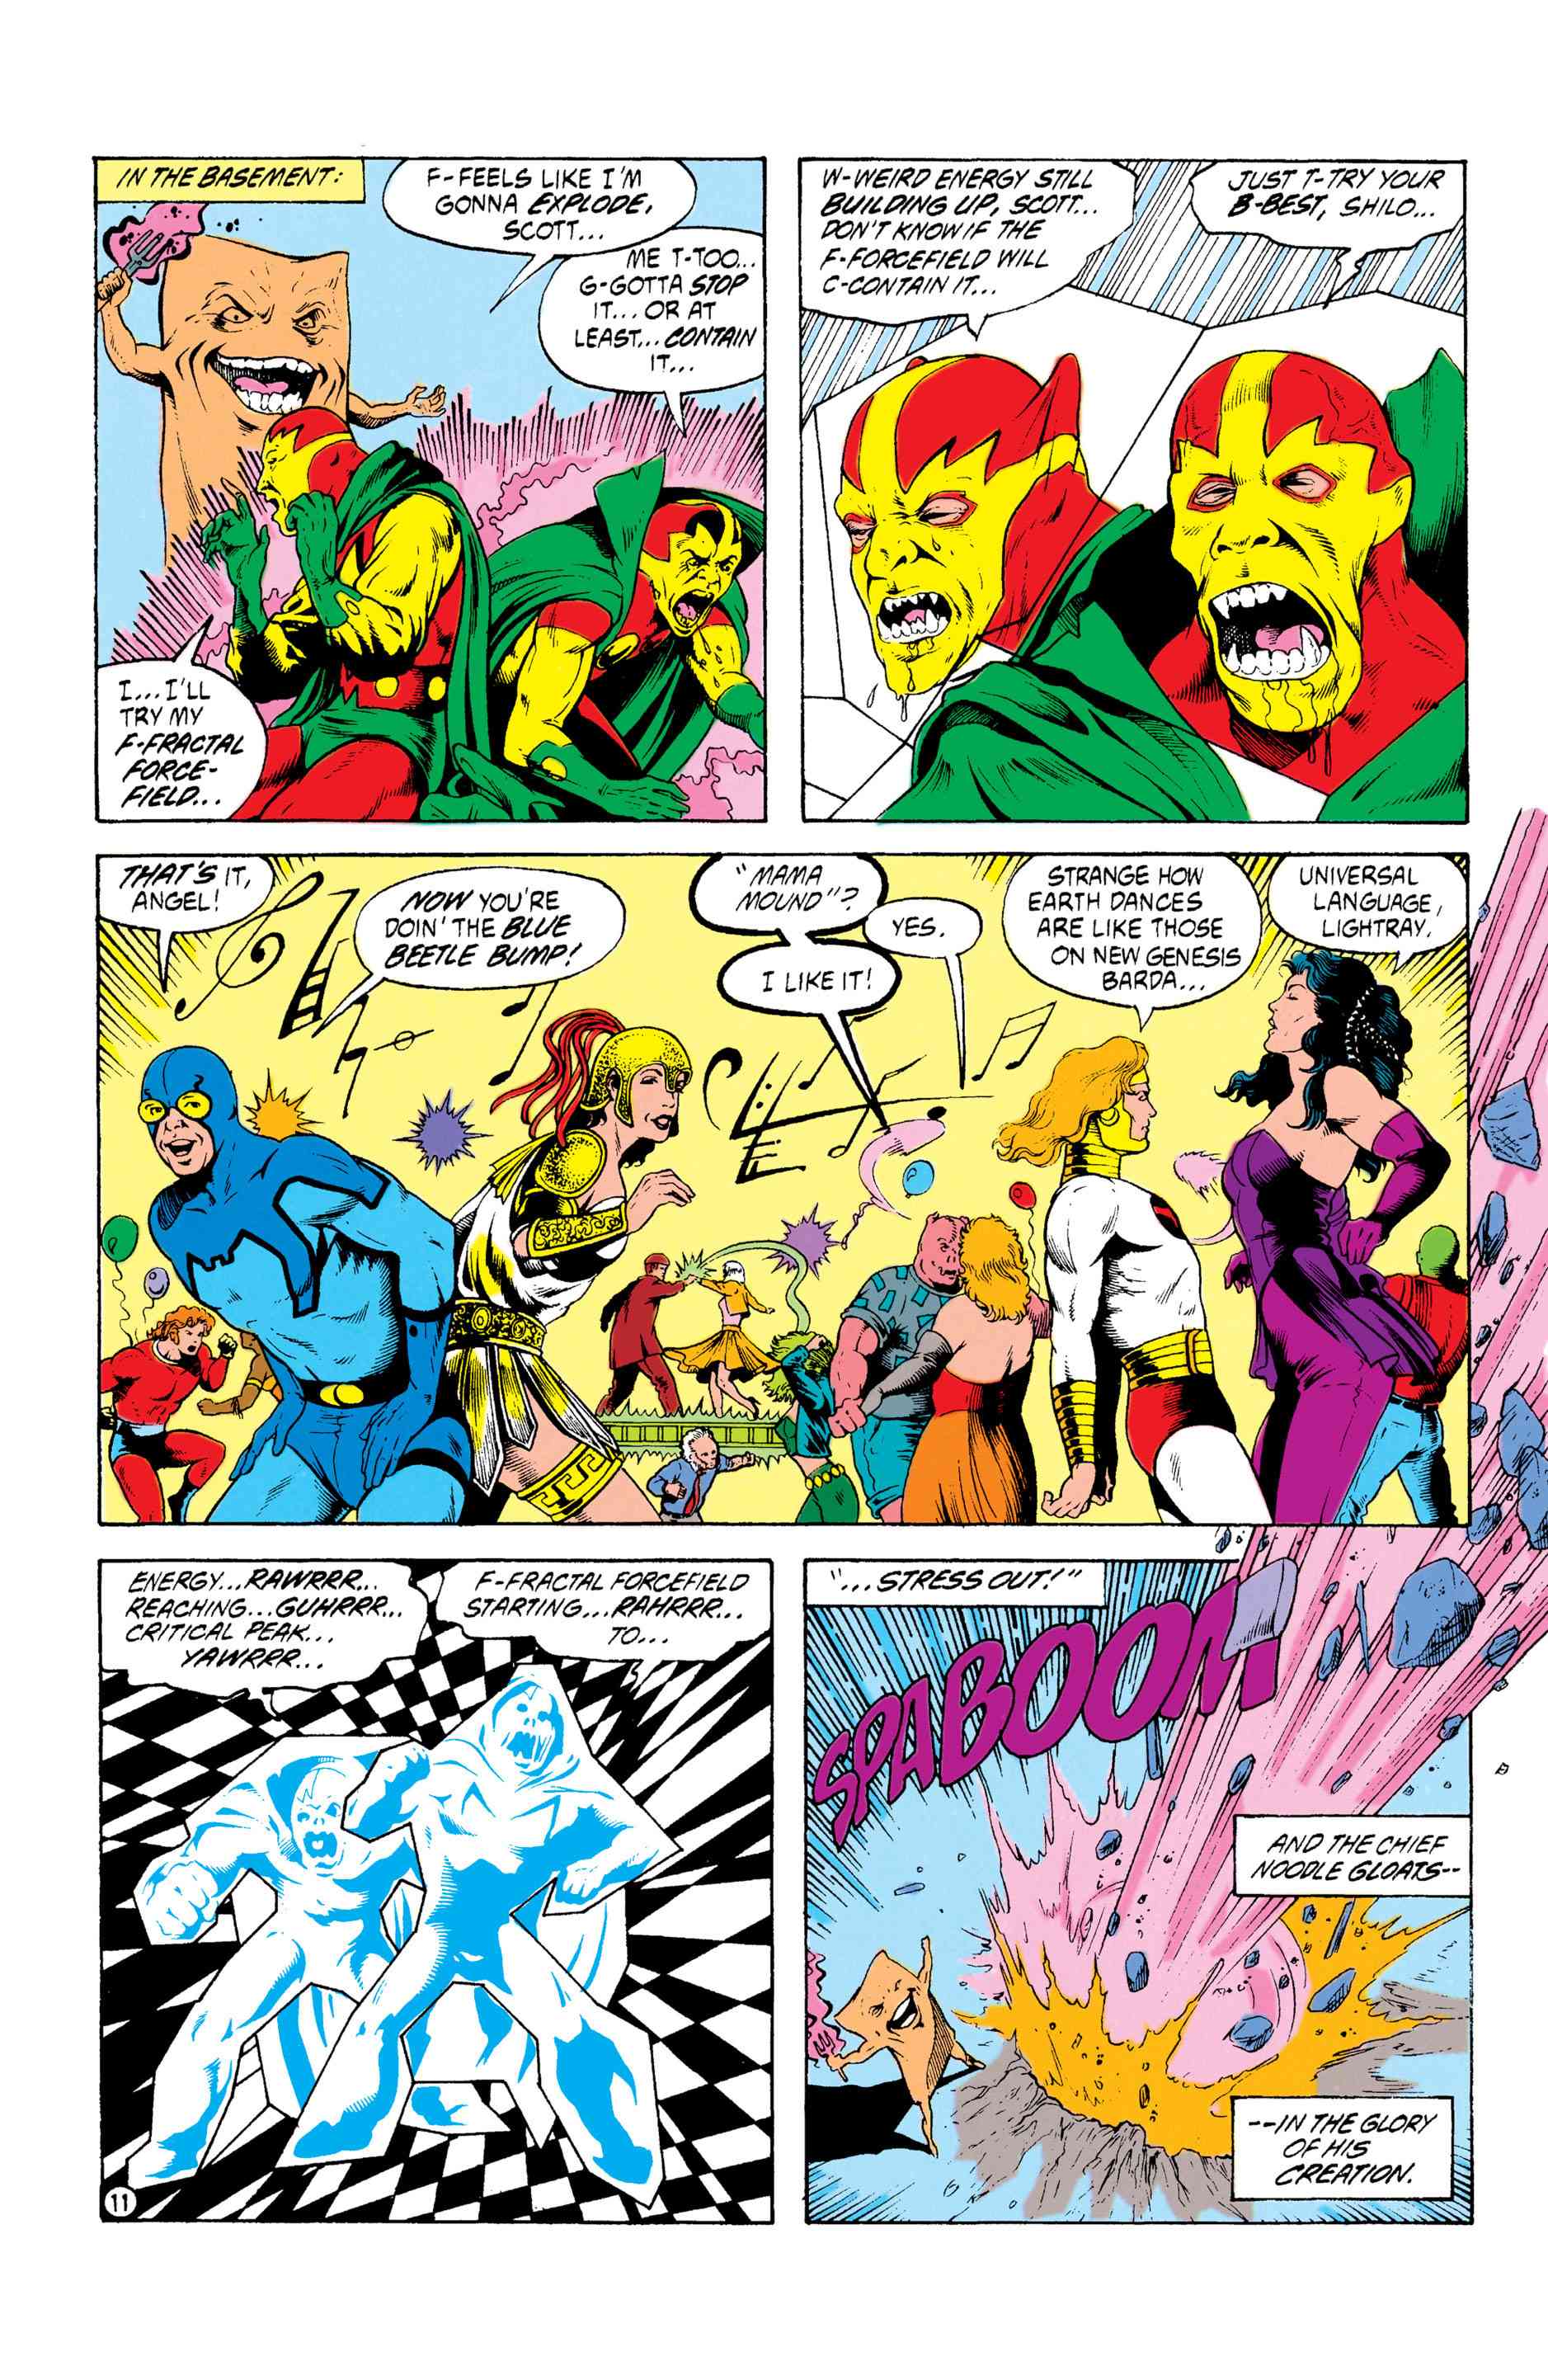 IN THE BASEMENT:
F-FEELS LIKE I'M
GONNA EXPLODE,
SCOTT...
ME T-TOO...
G-GOTTA STOP
IT... OR AT
LEAST... CONTAIN
IT...
I... I'LL
TRY MY
F-FRACTAL
FORCE-
FIELD...
W-WEIRD ENERGY STILL
BUILDING UP, SCOTT...
DON'T KNOW IF THE
F-FORCEFIELD WILL
C-CONTAIN IT...
JUST T-TRY YOUR
B-BEST, SHILO...
THAT'S IT,
ANGEL!
NOW YOU'RE
DOIN' THE BLUE
BEETLE BUMP!
"MAMA
MOUND"?
YES.
I LIKE IT!
STRANGE HOW
EARTH DANCES
ARE LIKE THOSE
ON NEW GENESIS
BARDA...
UNIVERSAL
LANGUAGE,
LIGHTRAY.
ENERGY... RAWRRR...
REACHING... GUHRRR...
CRITICAL PEAK...
YAWRRR...
F-FRACTAL FORCEFIELD
STARTING... RAHRRR...
TO...
"...STRESS OUT!"
SPABOOM
AND THE CHIEF
NOODLE GLOATS--
--IN THE GLORY
OF HIS
CREATION.
11